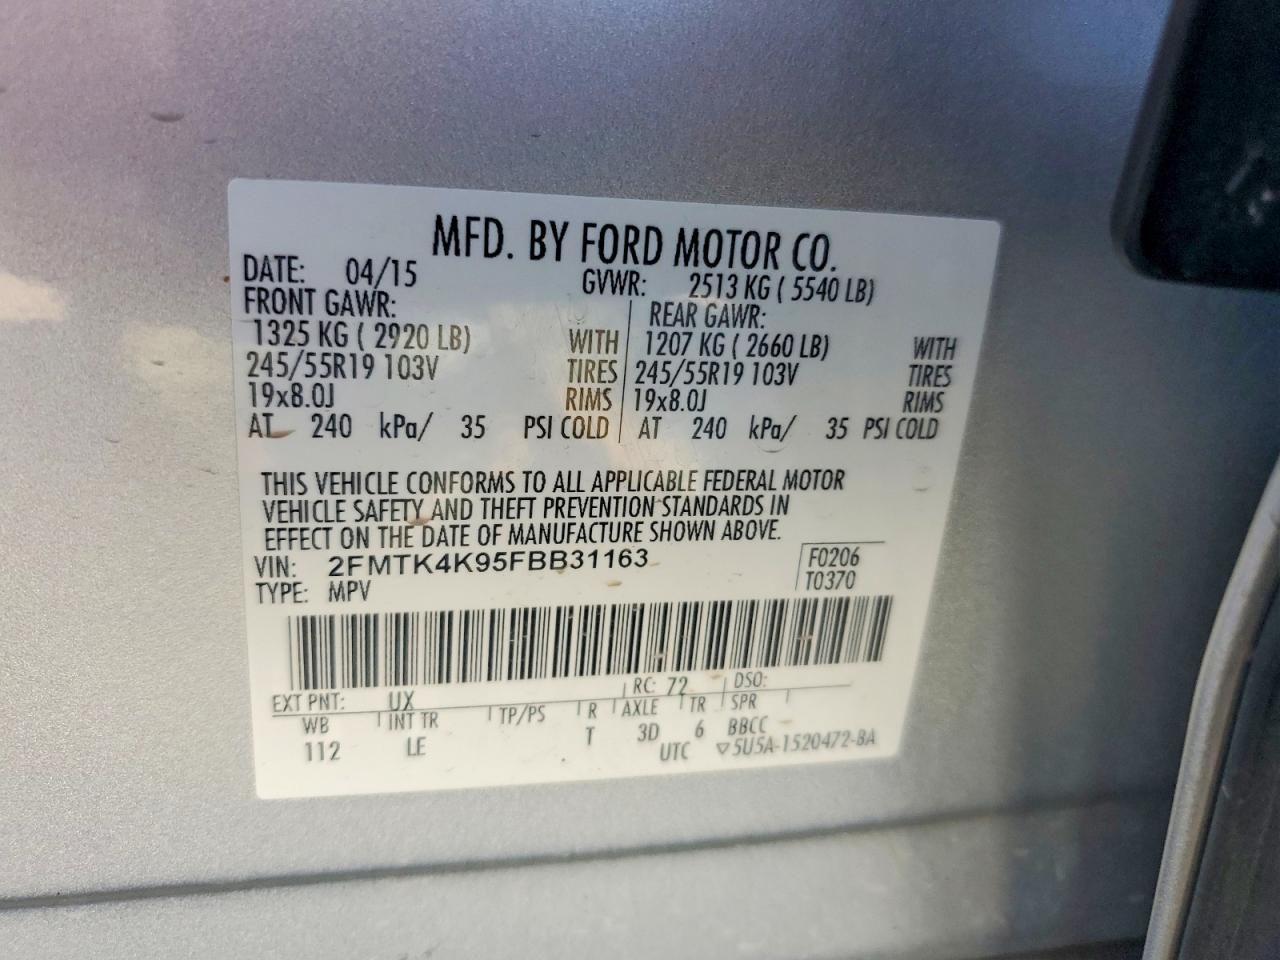 MFD. BY FORD MOTOR CO.
DATE: 04/15 GVWR: 2513 KG ( 5540 LB)
FRONT GAWR: REAR GAWR:
1325 KG ( 2920 LB) WITH 1207 KG ( 2660 LB) WITH
245/55R19 103V TIRES 245/55R19 103V TIRES
19x8.0J RIMS 19x8.0J RIMS
AT 240 kPa/ 35 PSI COLD AT 240 kPa/ 35 PSI COLD
THIS VEHICLE CONFORMS TO ALL APPLICABLE FEDERAL MOTOR
VEHICLE SAFETY AND THEFT PREVENTION STANDARDS IN
EFFECT ON THE DATE OF MANUFACTURE SHOWN ABOVE.
VIN: 2FMTK4K95FBB31163 F0206
TYPE: MPV T0370
EXT PNT: UX RC: 72 DSO:
WB INT TR TP/PS R AXLE TR SPR
112 LE T 3D 6 BBCC
UTC ▽5U5A-1520472-BA